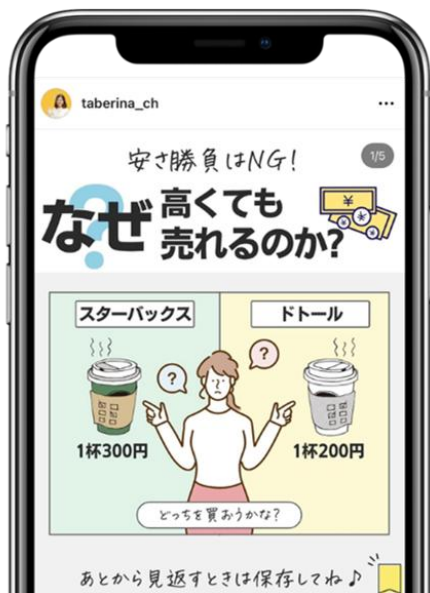 taberina_ch
安さ勝負はNG!
1/5
なぜ
?
高くても
売れるのか?
¥
¥
¥
スターバックス
ドトール
?
?
1杯300円
1杯200円
どっちを買おうかな?
あとから見返すときは保存してね♪